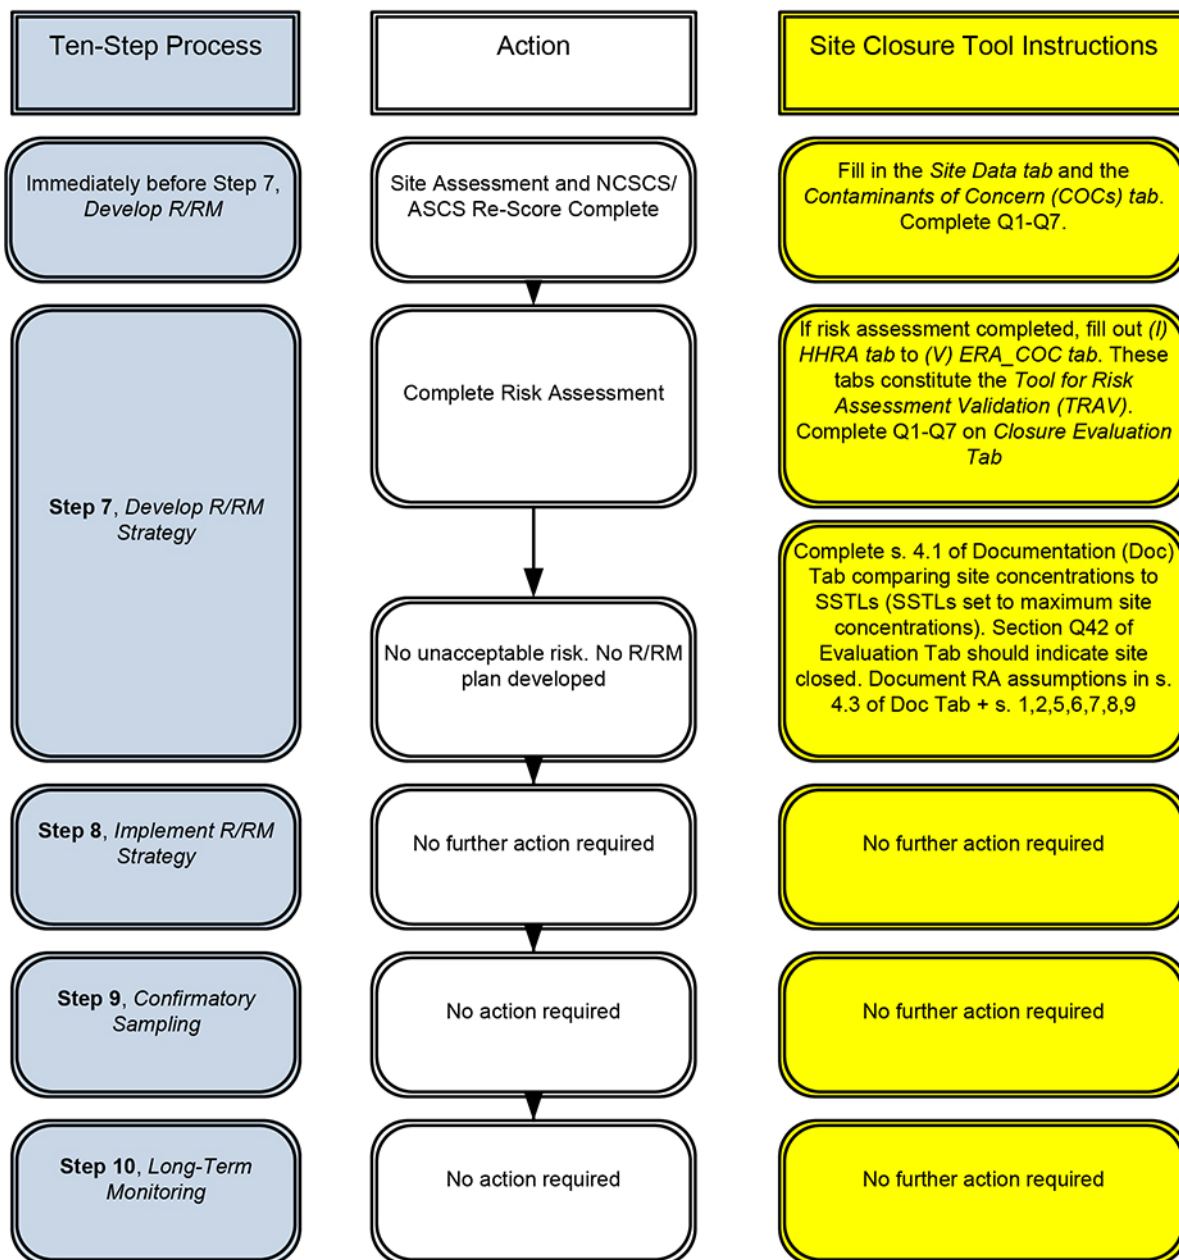 Ten-Step Process
Action
Site Closure Tool Instructions
Immediately before Step 7,
Develop R/RM
Site Assessment and NCSCS/
ASCS Re-Score Complete
Fill in the Site Data tab and the
Contaminants of Concern (COCs) tab.
Complete Q1-Q7.
Step 7, Develop R/RM
Strategy
Complete Risk Assessment
If risk assessment completed, fill out (I)
HHRA tab to (V) ERA_COC tab. These
tabs constitute the Tool for Risk
Assessment Validation (TRAV).
Complete Q1-Q7 on Closure Evaluation
Tab
No unacceptable risk. No R/RM
plan developed
Complete s. 4.1 of Documentation (Doc)
Tab comparing site concentrations to
SSTLs (SSTLs set to maximum site
concentrations). Section Q42 of
Evaluation Tab should indicate site
closed. Document RA assumptions in s.
4.3 of Doc Tab + s. 1,2,5,6,7,8,9
Step 8, Implement R/RM
Strategy
No further action required
No further action required
Step 9, Confirmatory
Sampling
No action required
No further action required
Step 10, Long-Term
Monitoring
No action required
No further action required